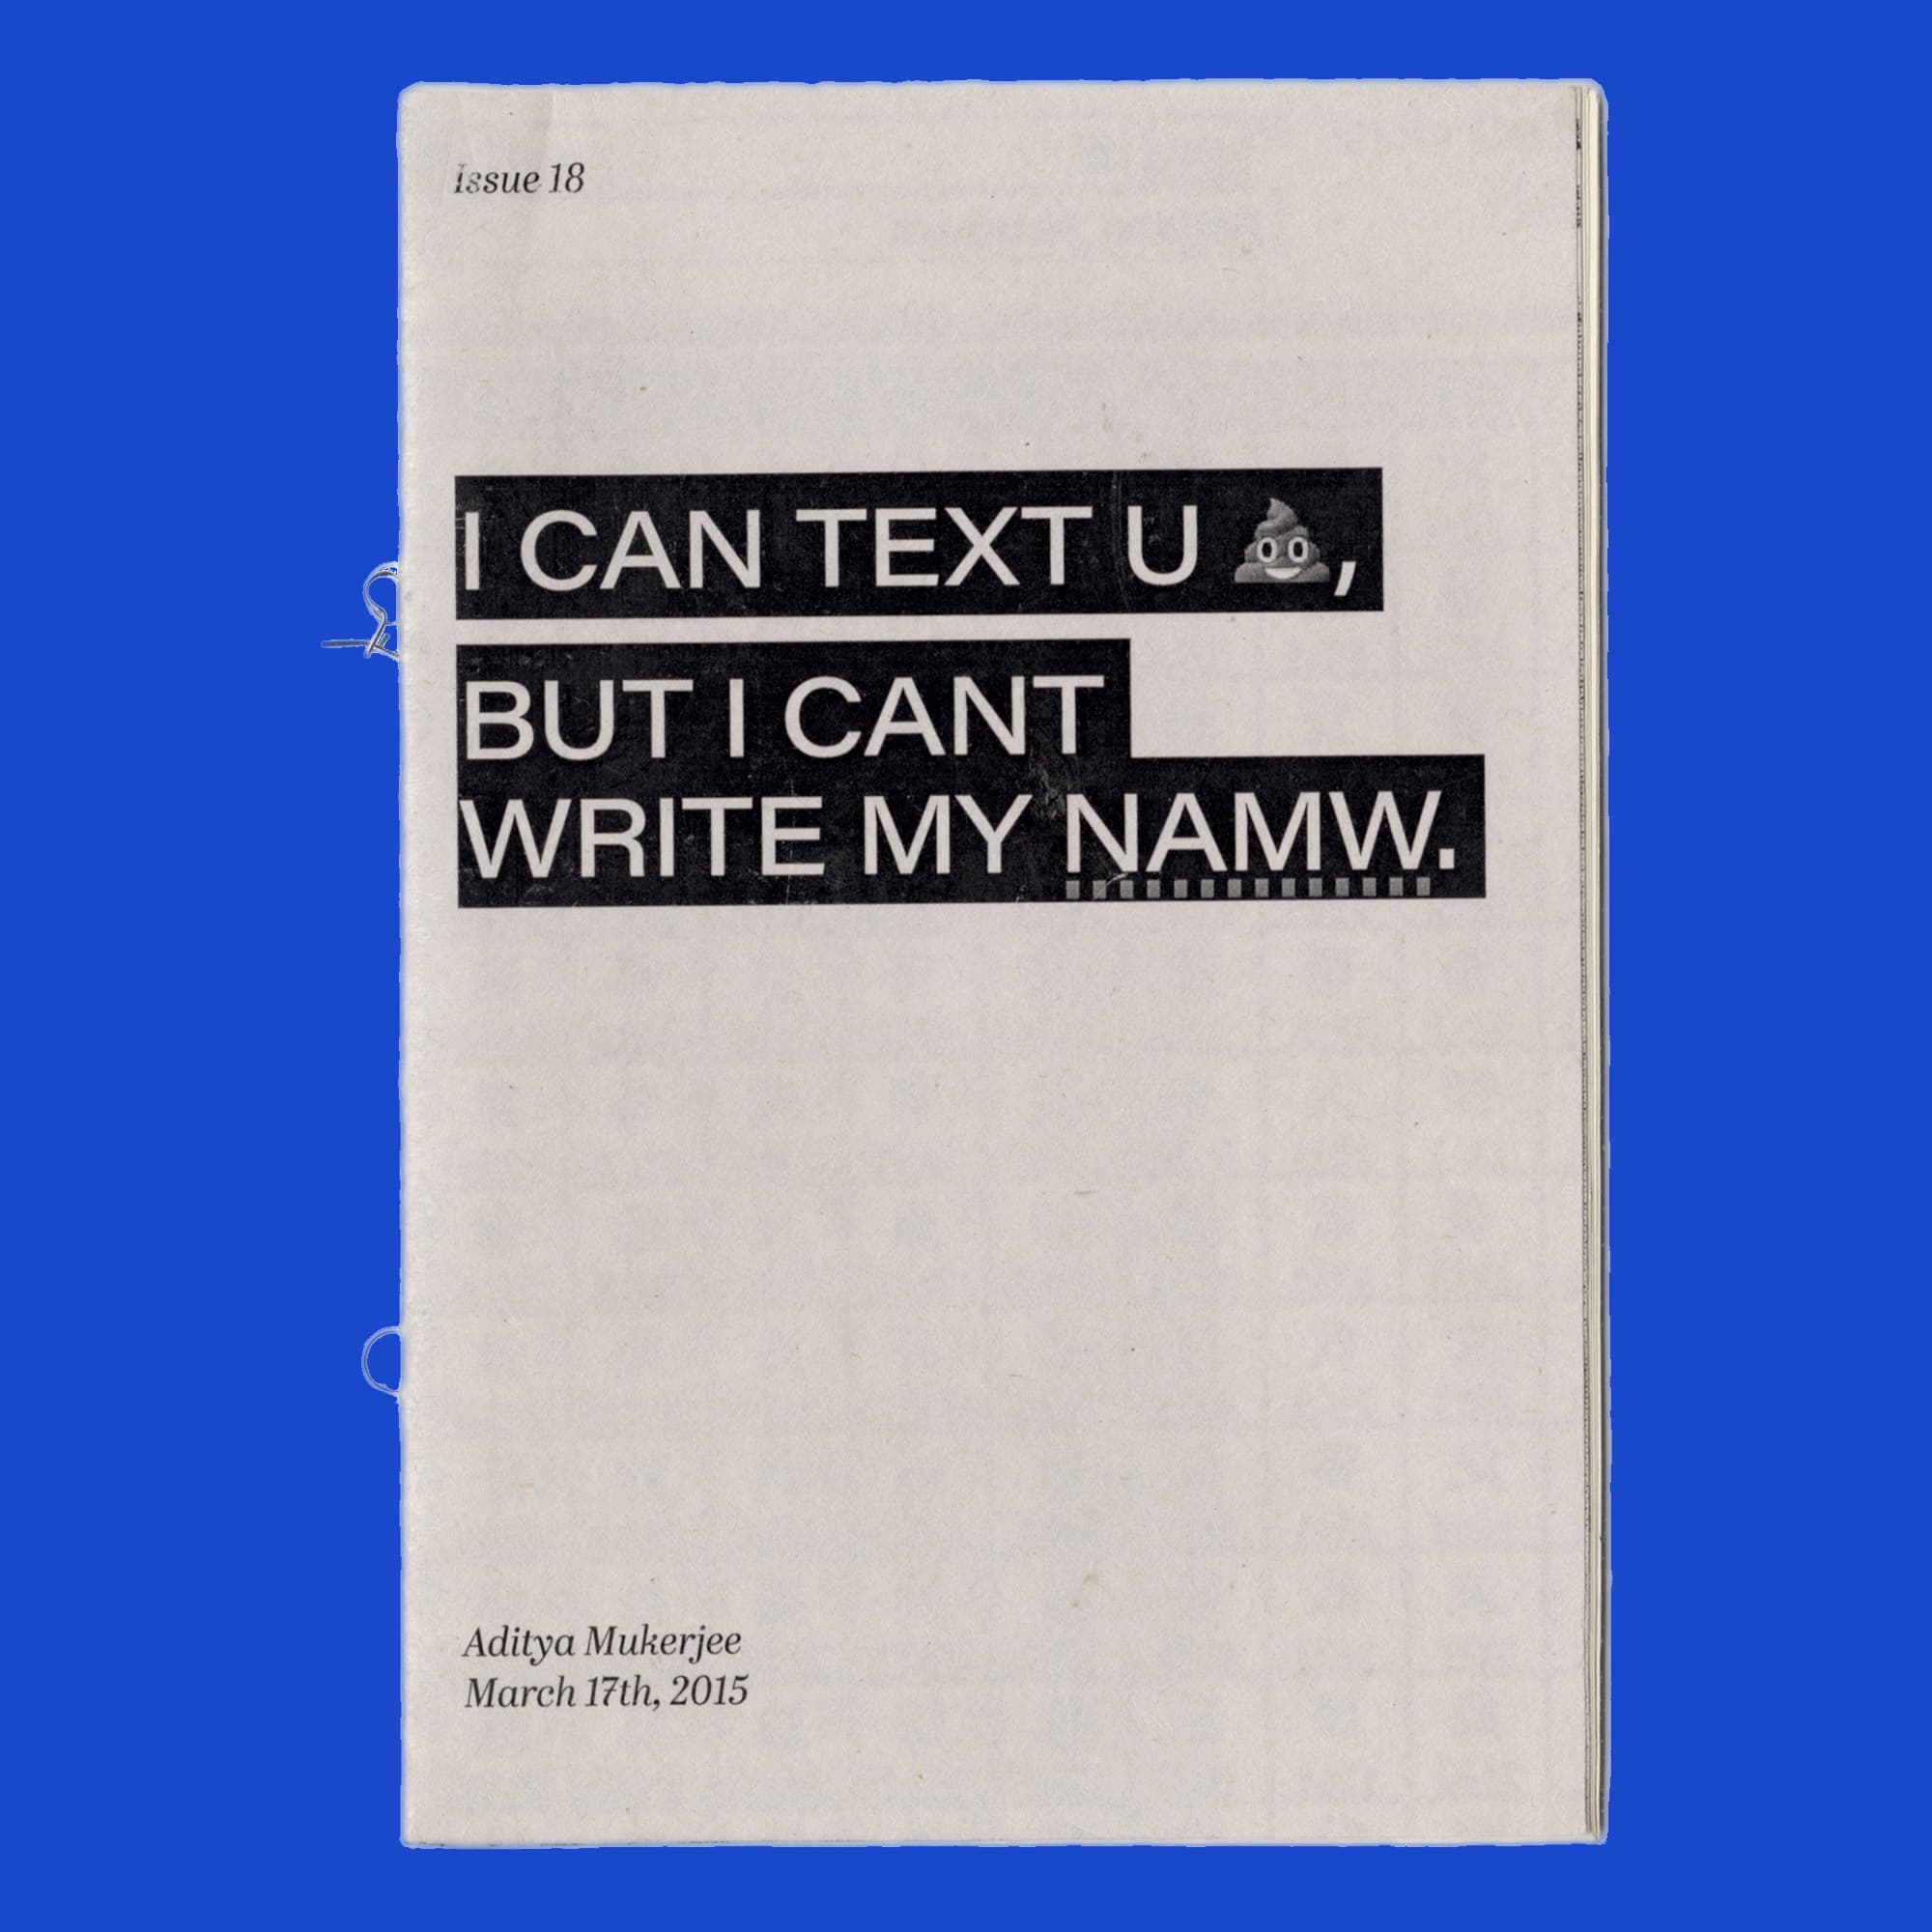 Issue 18
I CAN TEXT U 💩,
BUT I CANT
WRITE MY NAMW.
Aditya Mukerjee
March 17th, 2015